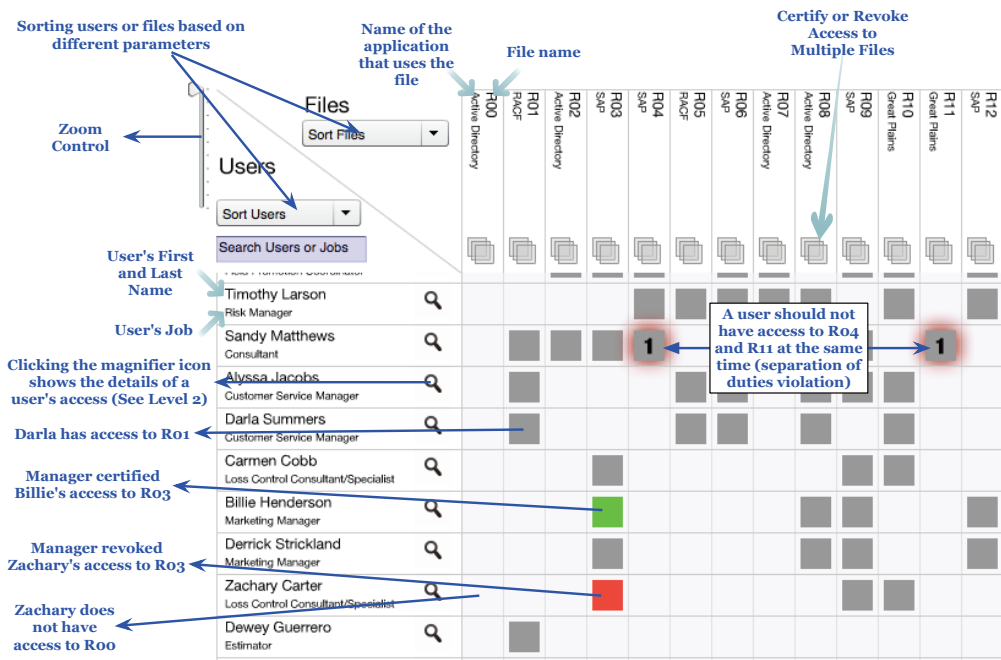 Sorting users or files based on
different parameters
Name of the
application
that uses the
file
File name
Certify or Revoke
Access to
Multiple Files
Zoom
Control
Files
Sort Files
Users
Sort Users
Search Users or Jobs
R00
Active Directory
R01
RACF
R02
Active Directory
R03
SAP
R04
SAP
R05
RACF
R06
SAP
R07
Active Directory
R08
Active Directory
R09
SAP
R10
Great Plains
R11
Great Plains
R12
SAP
User's First
and Last
Name
User's Job
Clicking the magnifier icon
shows the details of a
user's access (See Level 2)
Darla has access to R01
Manager certified
Billie's access to R03
Manager revoked
Zachary's access to R03
Zachary does
not have
access to R00
Timothy Larson
Risk Manager
Sandy Matthews
Consultant
1
1
A user should not
have access to R04
and R11 at the same
time (separation of
duties violation)
Alyssa Jacobs
Customer Service Manager
Darla Summers
Customer Service Manager
Carmen Cobb
Loss Control Consultant/Specialist
Billie Henderson
Marketing Manager
Derrick Strickland
Marketing Manager
Zachary Carter
Loss Control Consultant/Specialist
Dewey Guerrero
Estimator